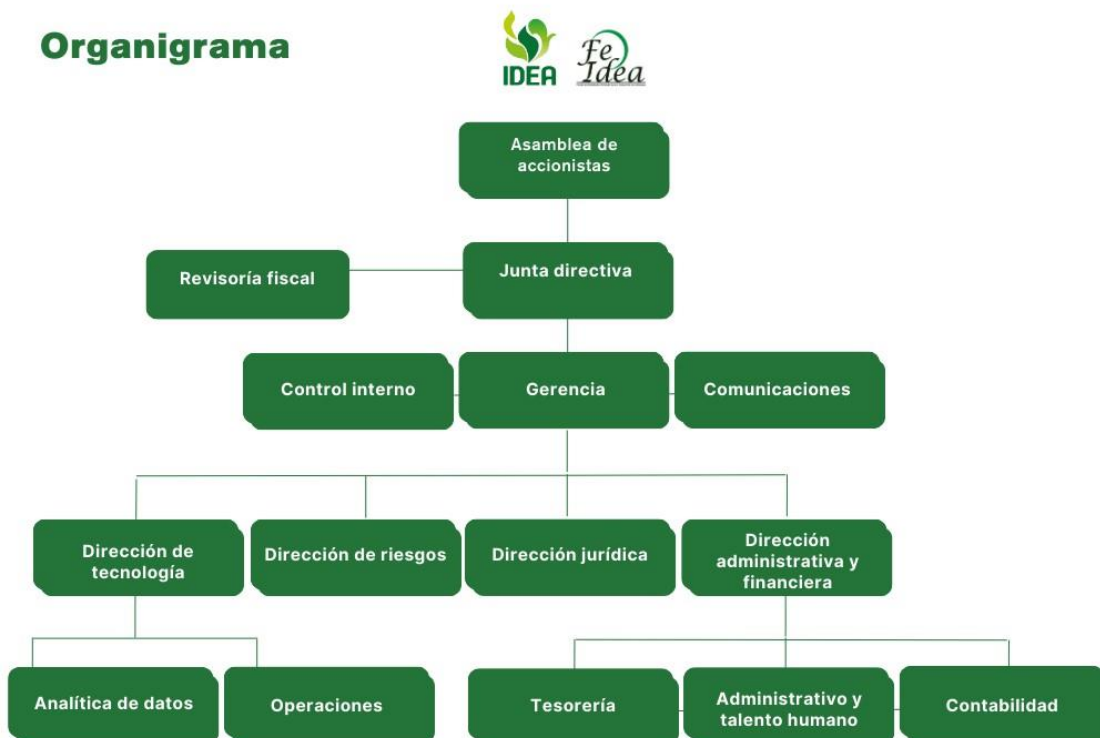 Organigrama
IDEA
Fe
Idea
Asamblea de
accionistas
Revisoría fiscal
Junta directiva
Control interno
Gerencia
Comunicaciones
Dirección de
tecnología
Dirección de riesgos
Dirección jurídica
Dirección
administrativa y
financiera
Analítica de datos
Operaciones
Tesorería
Administrativo y
talento humano
Contabilidad